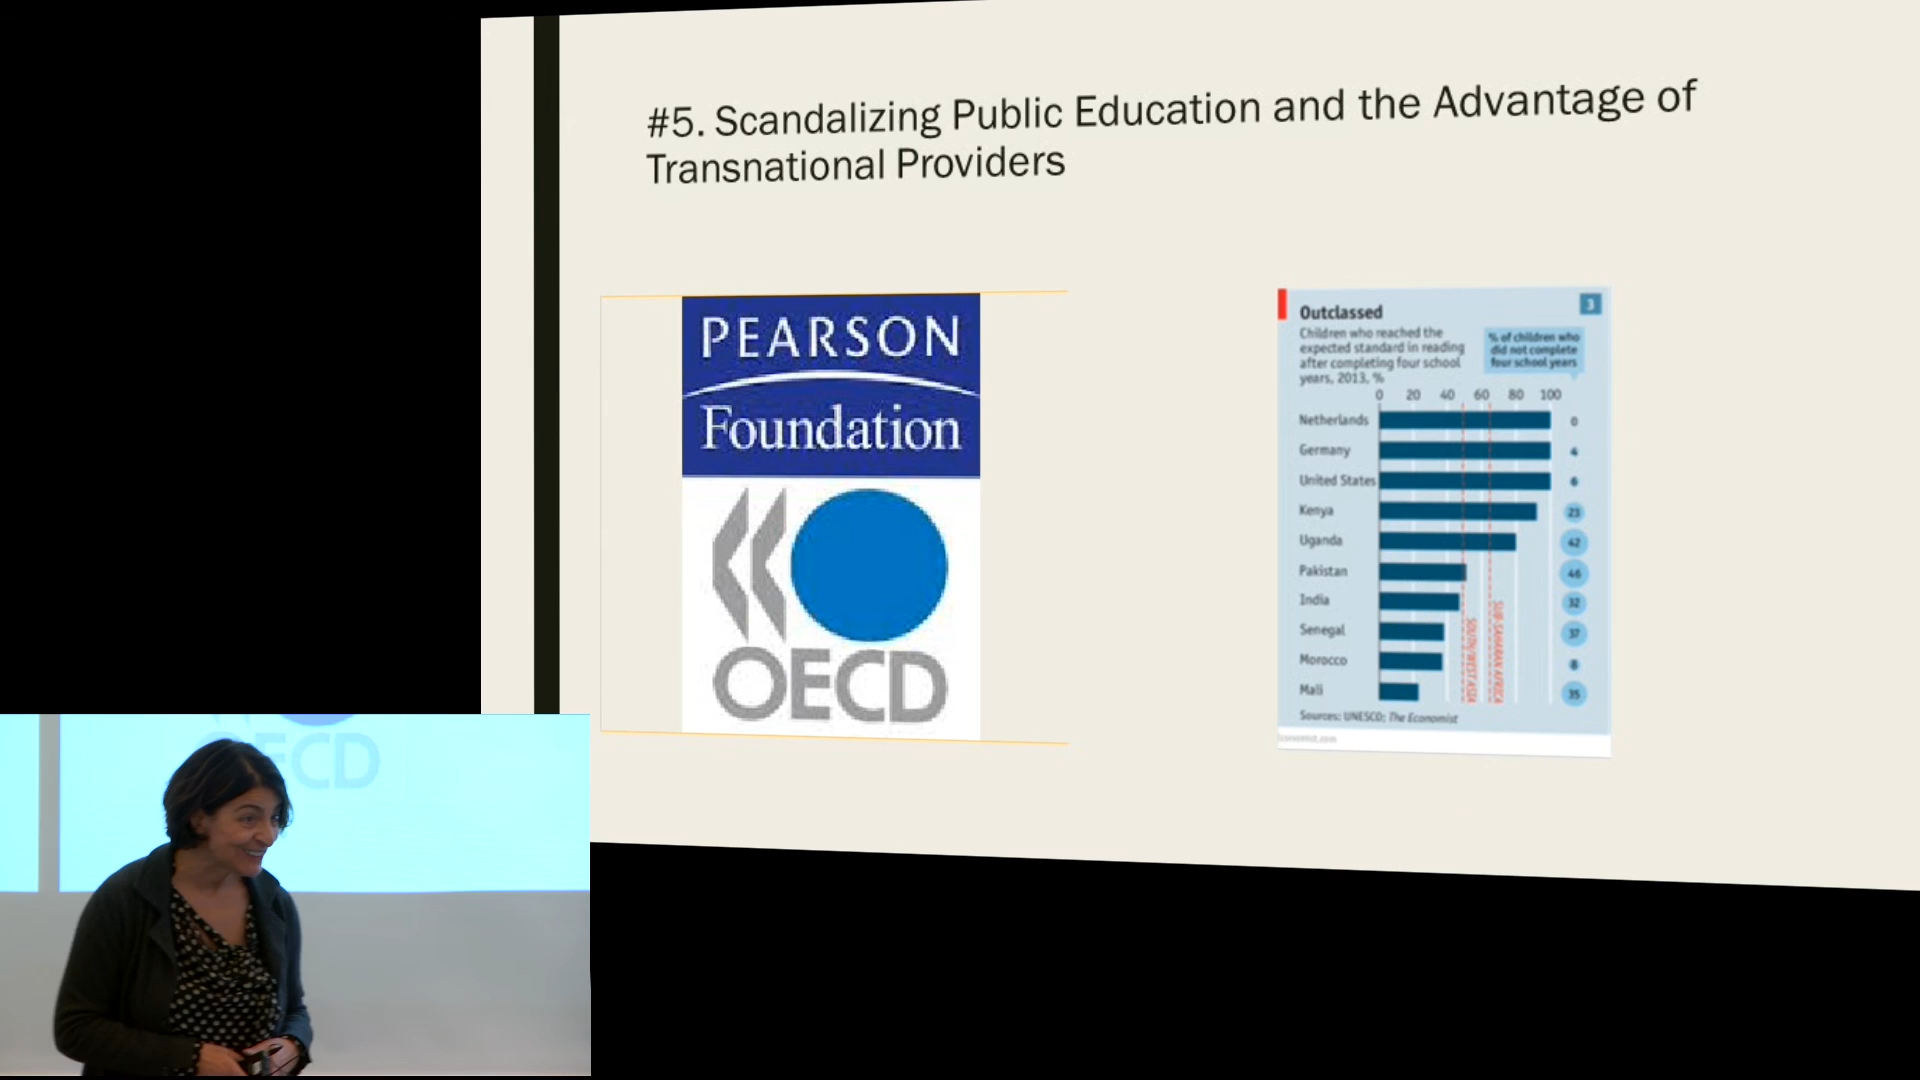 #5. Scandalizing Public Education and the Advantage of
Transnational Providers
PEARSON
Foundation
OECD
Outclassed
3
Children who reached the
expected standard in reading
after completing four school
years, 2013, %
% of children who
did not complete
four school years
0 20 40 60 80 100
Netherlands 0
Germany 4
United States 6
Kenya 23
Uganda 42
Pakistan 46
India 32
Senegal 37
Morocco 8
Mali 35
SOUTH/WEST ASIA
SUB-SAHARAN AFRICA
Sources: UNESCO; The Economist
Economist.com
ECD